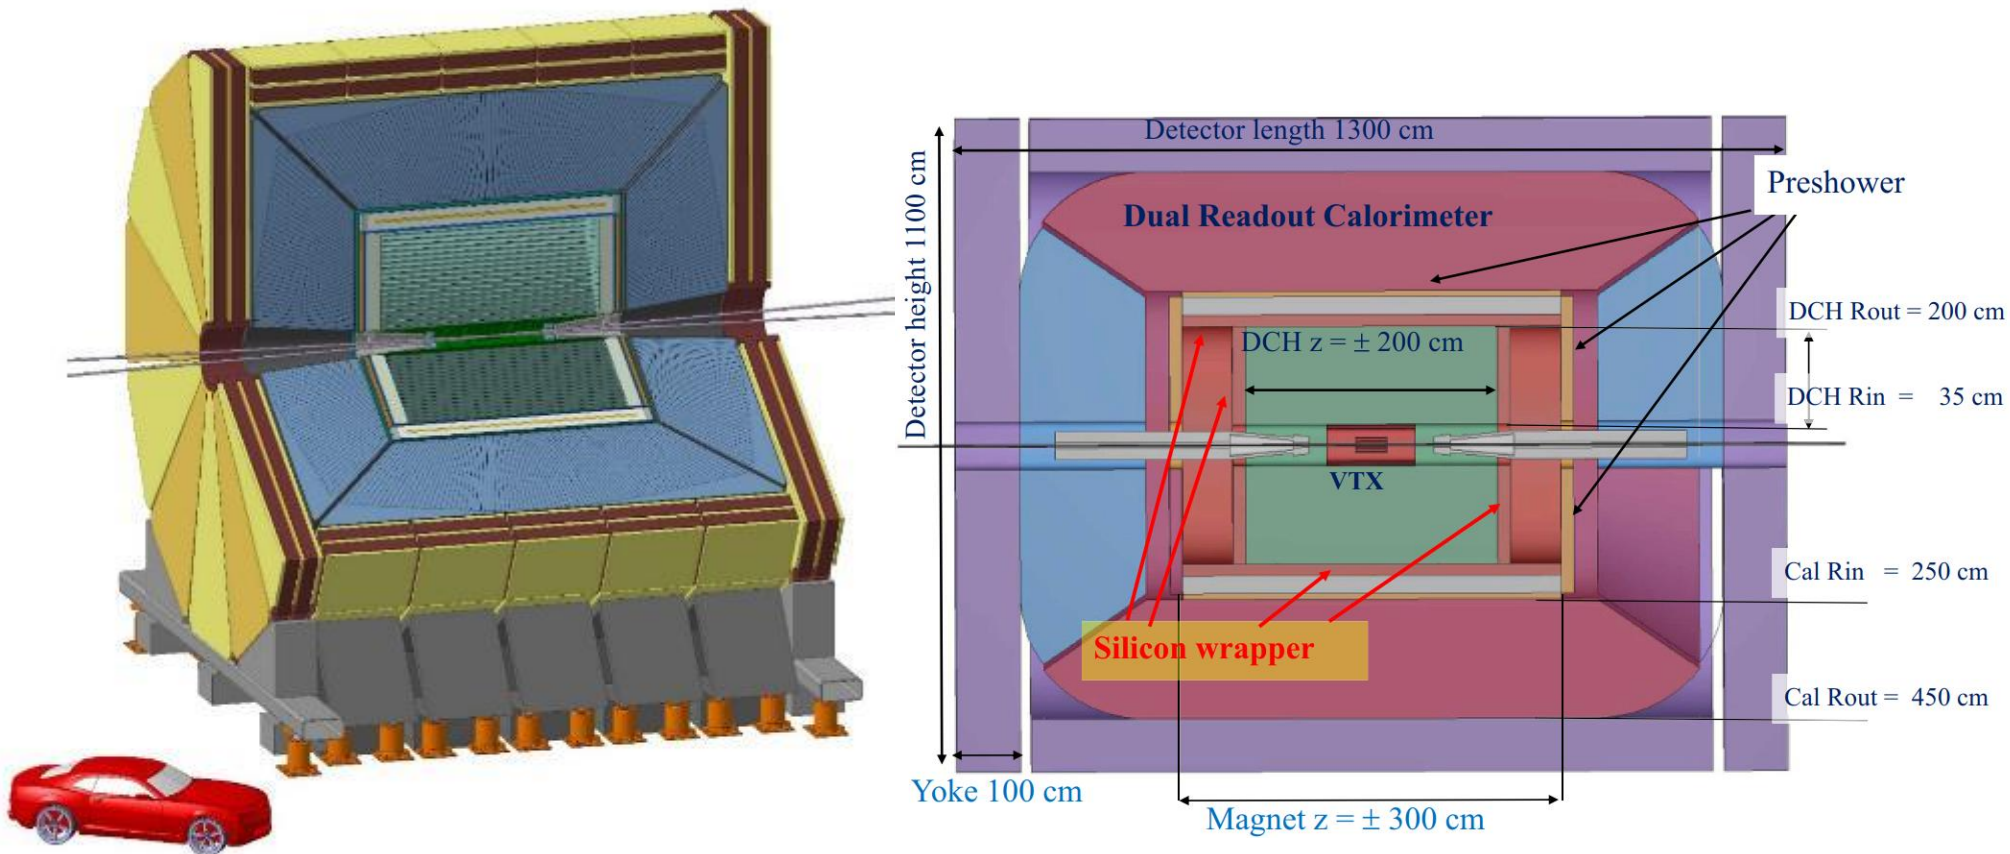 Detector length 1300 cm
Detector height 1100 cm
Preshower
Dual Readout Calorimeter
DCH Rout = 200 cm
DCH z = ± 200 cm
DCH Rin = 35 cm
VTX
Cal Rin = 250 cm
Silicon wrapper
Cal Rout = 450 cm
Yoke 100 cm
Magnet z = ± 300 cm